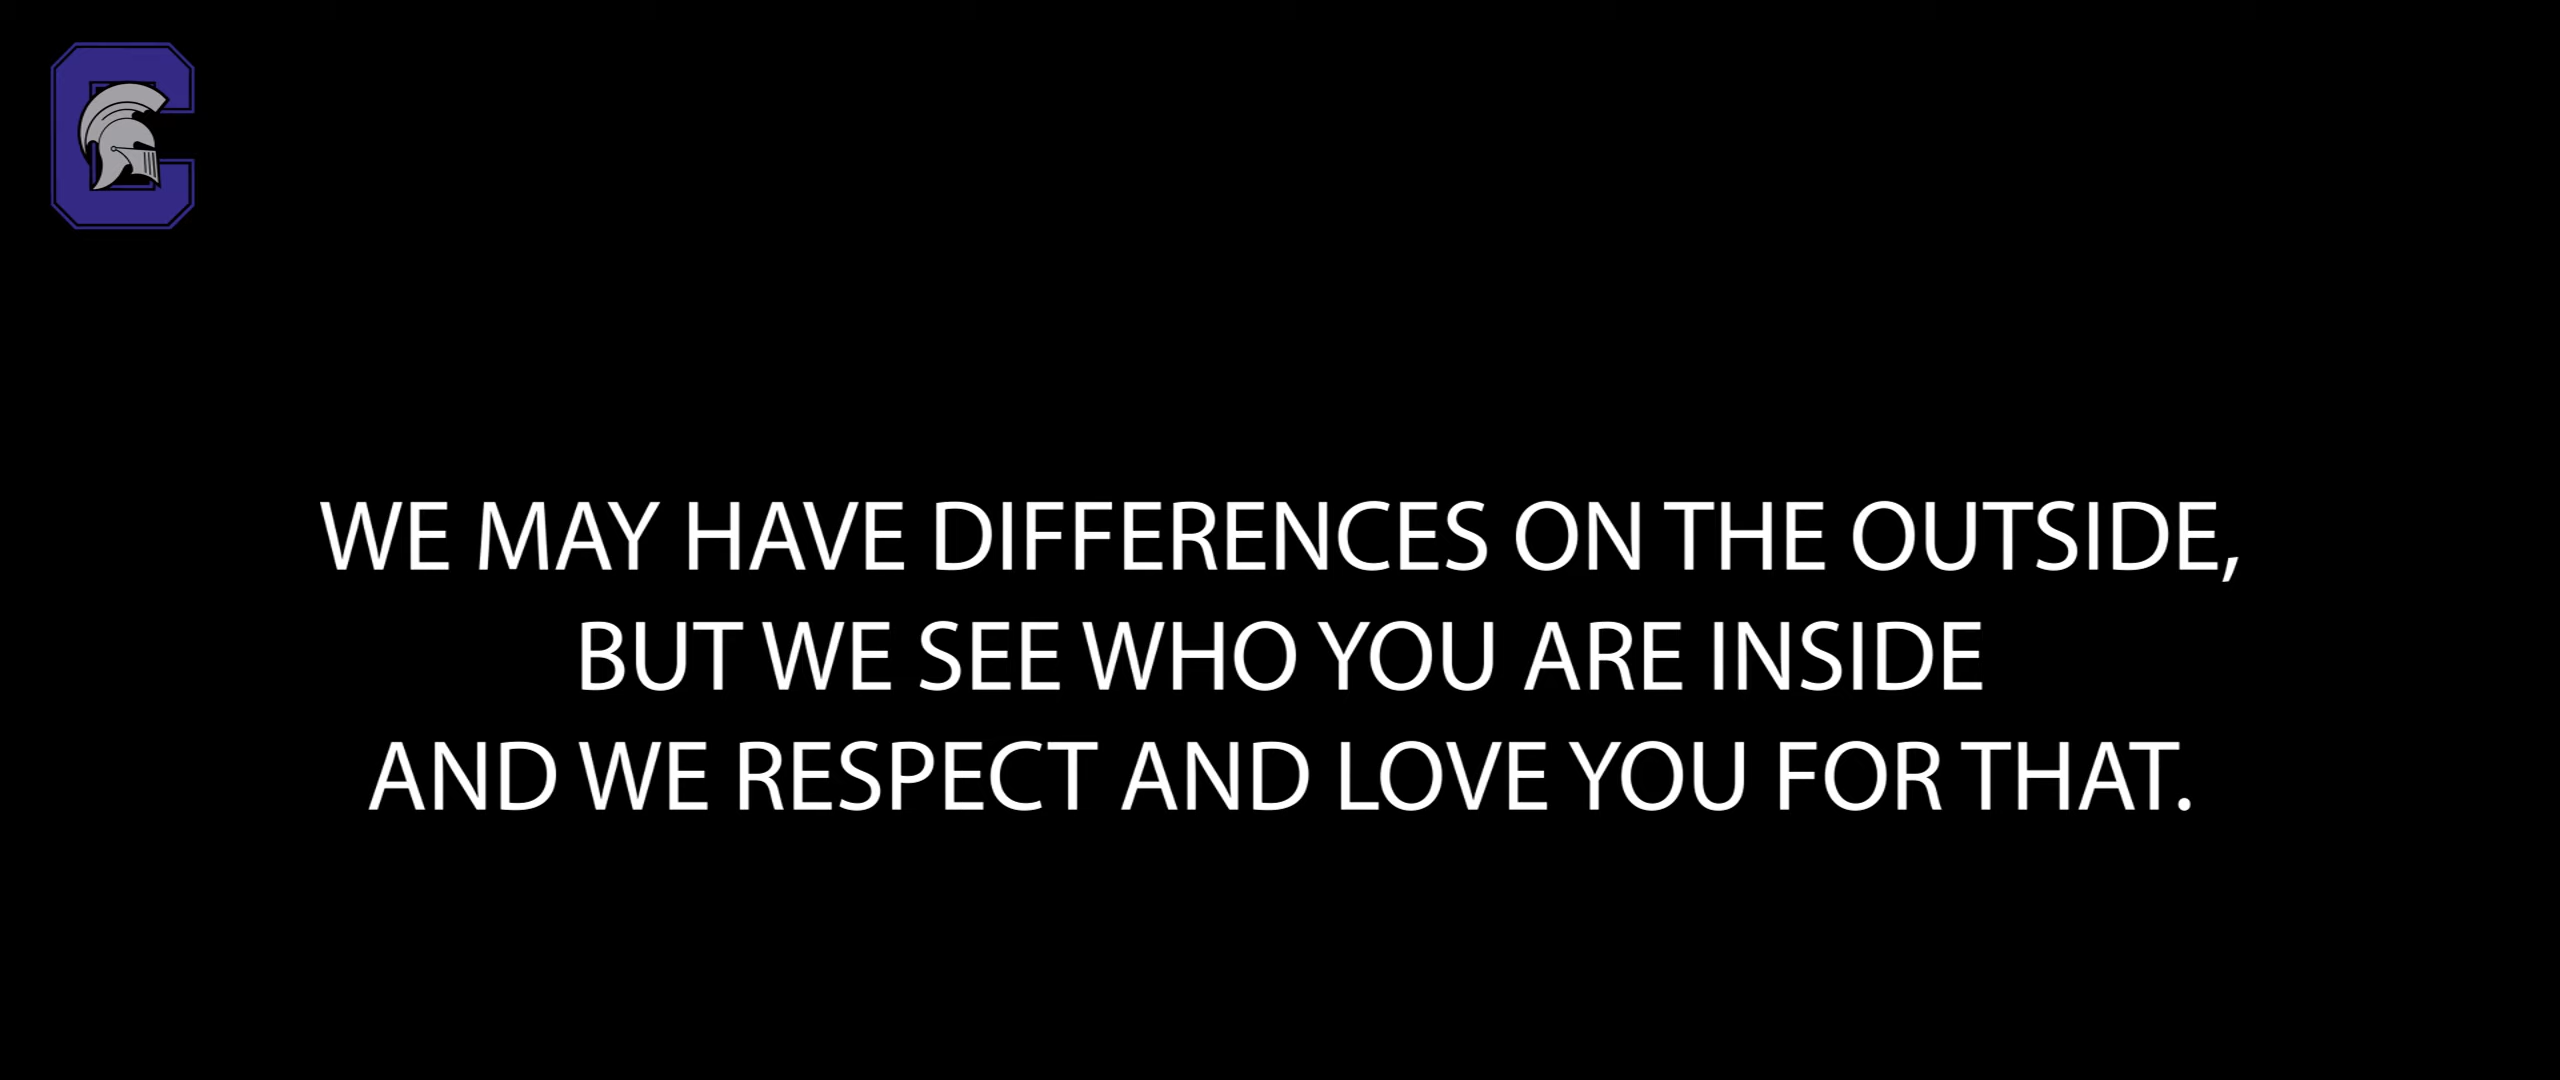 C
WE MAY HAVE DIFFERENCES ON THE OUTSIDE,
BUT WE SEE WHO YOU ARE INSIDE
AND WE RESPECT AND LOVE YOU FOR THAT.